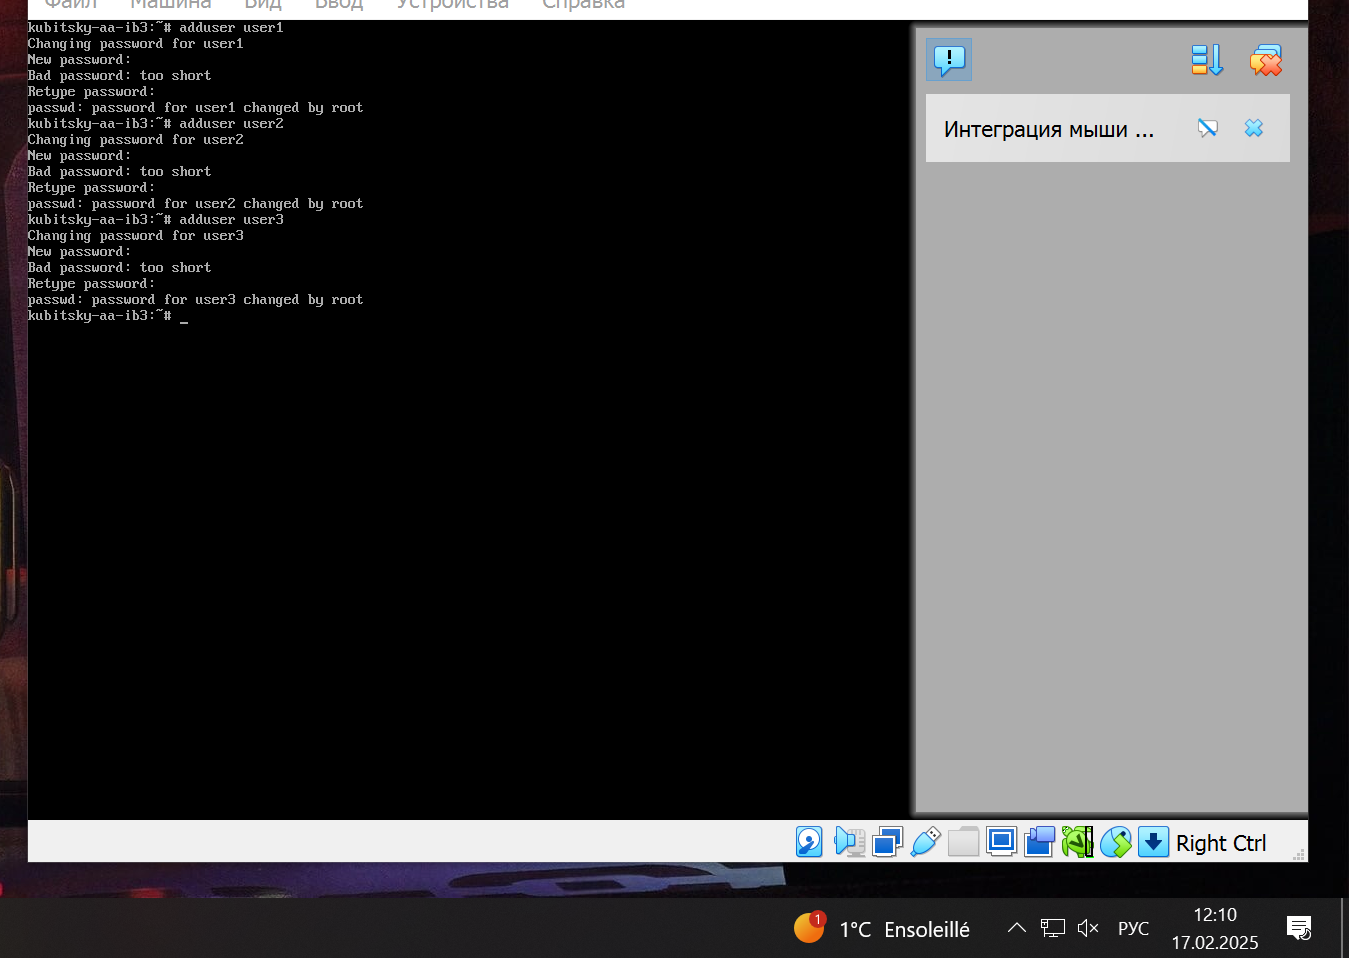 Файл Машина Вид Ввод Устройства Справка
kubitsky-aa-ib3:~# adduser user1
Changing password for user1
New password:
Bad password: too short
Retype password:
passwd: password for user1 changed by root
kubitsky-aa-ib3:~# adduser user2
Changing password for user2
New password:
Bad password: too short
Retype password:
passwd: password for user2 changed by root
kubitsky-aa-ib3:~# adduser user3
Changing password for user3
New password:
Bad password: too short
Retype password:
passwd: password for user3 changed by root
kubitsky-aa-ib3:~# _
Интеграция мыши ...
Right Ctrl
1
1°C Ensoleillé
РУС
12:10
17.02.2025